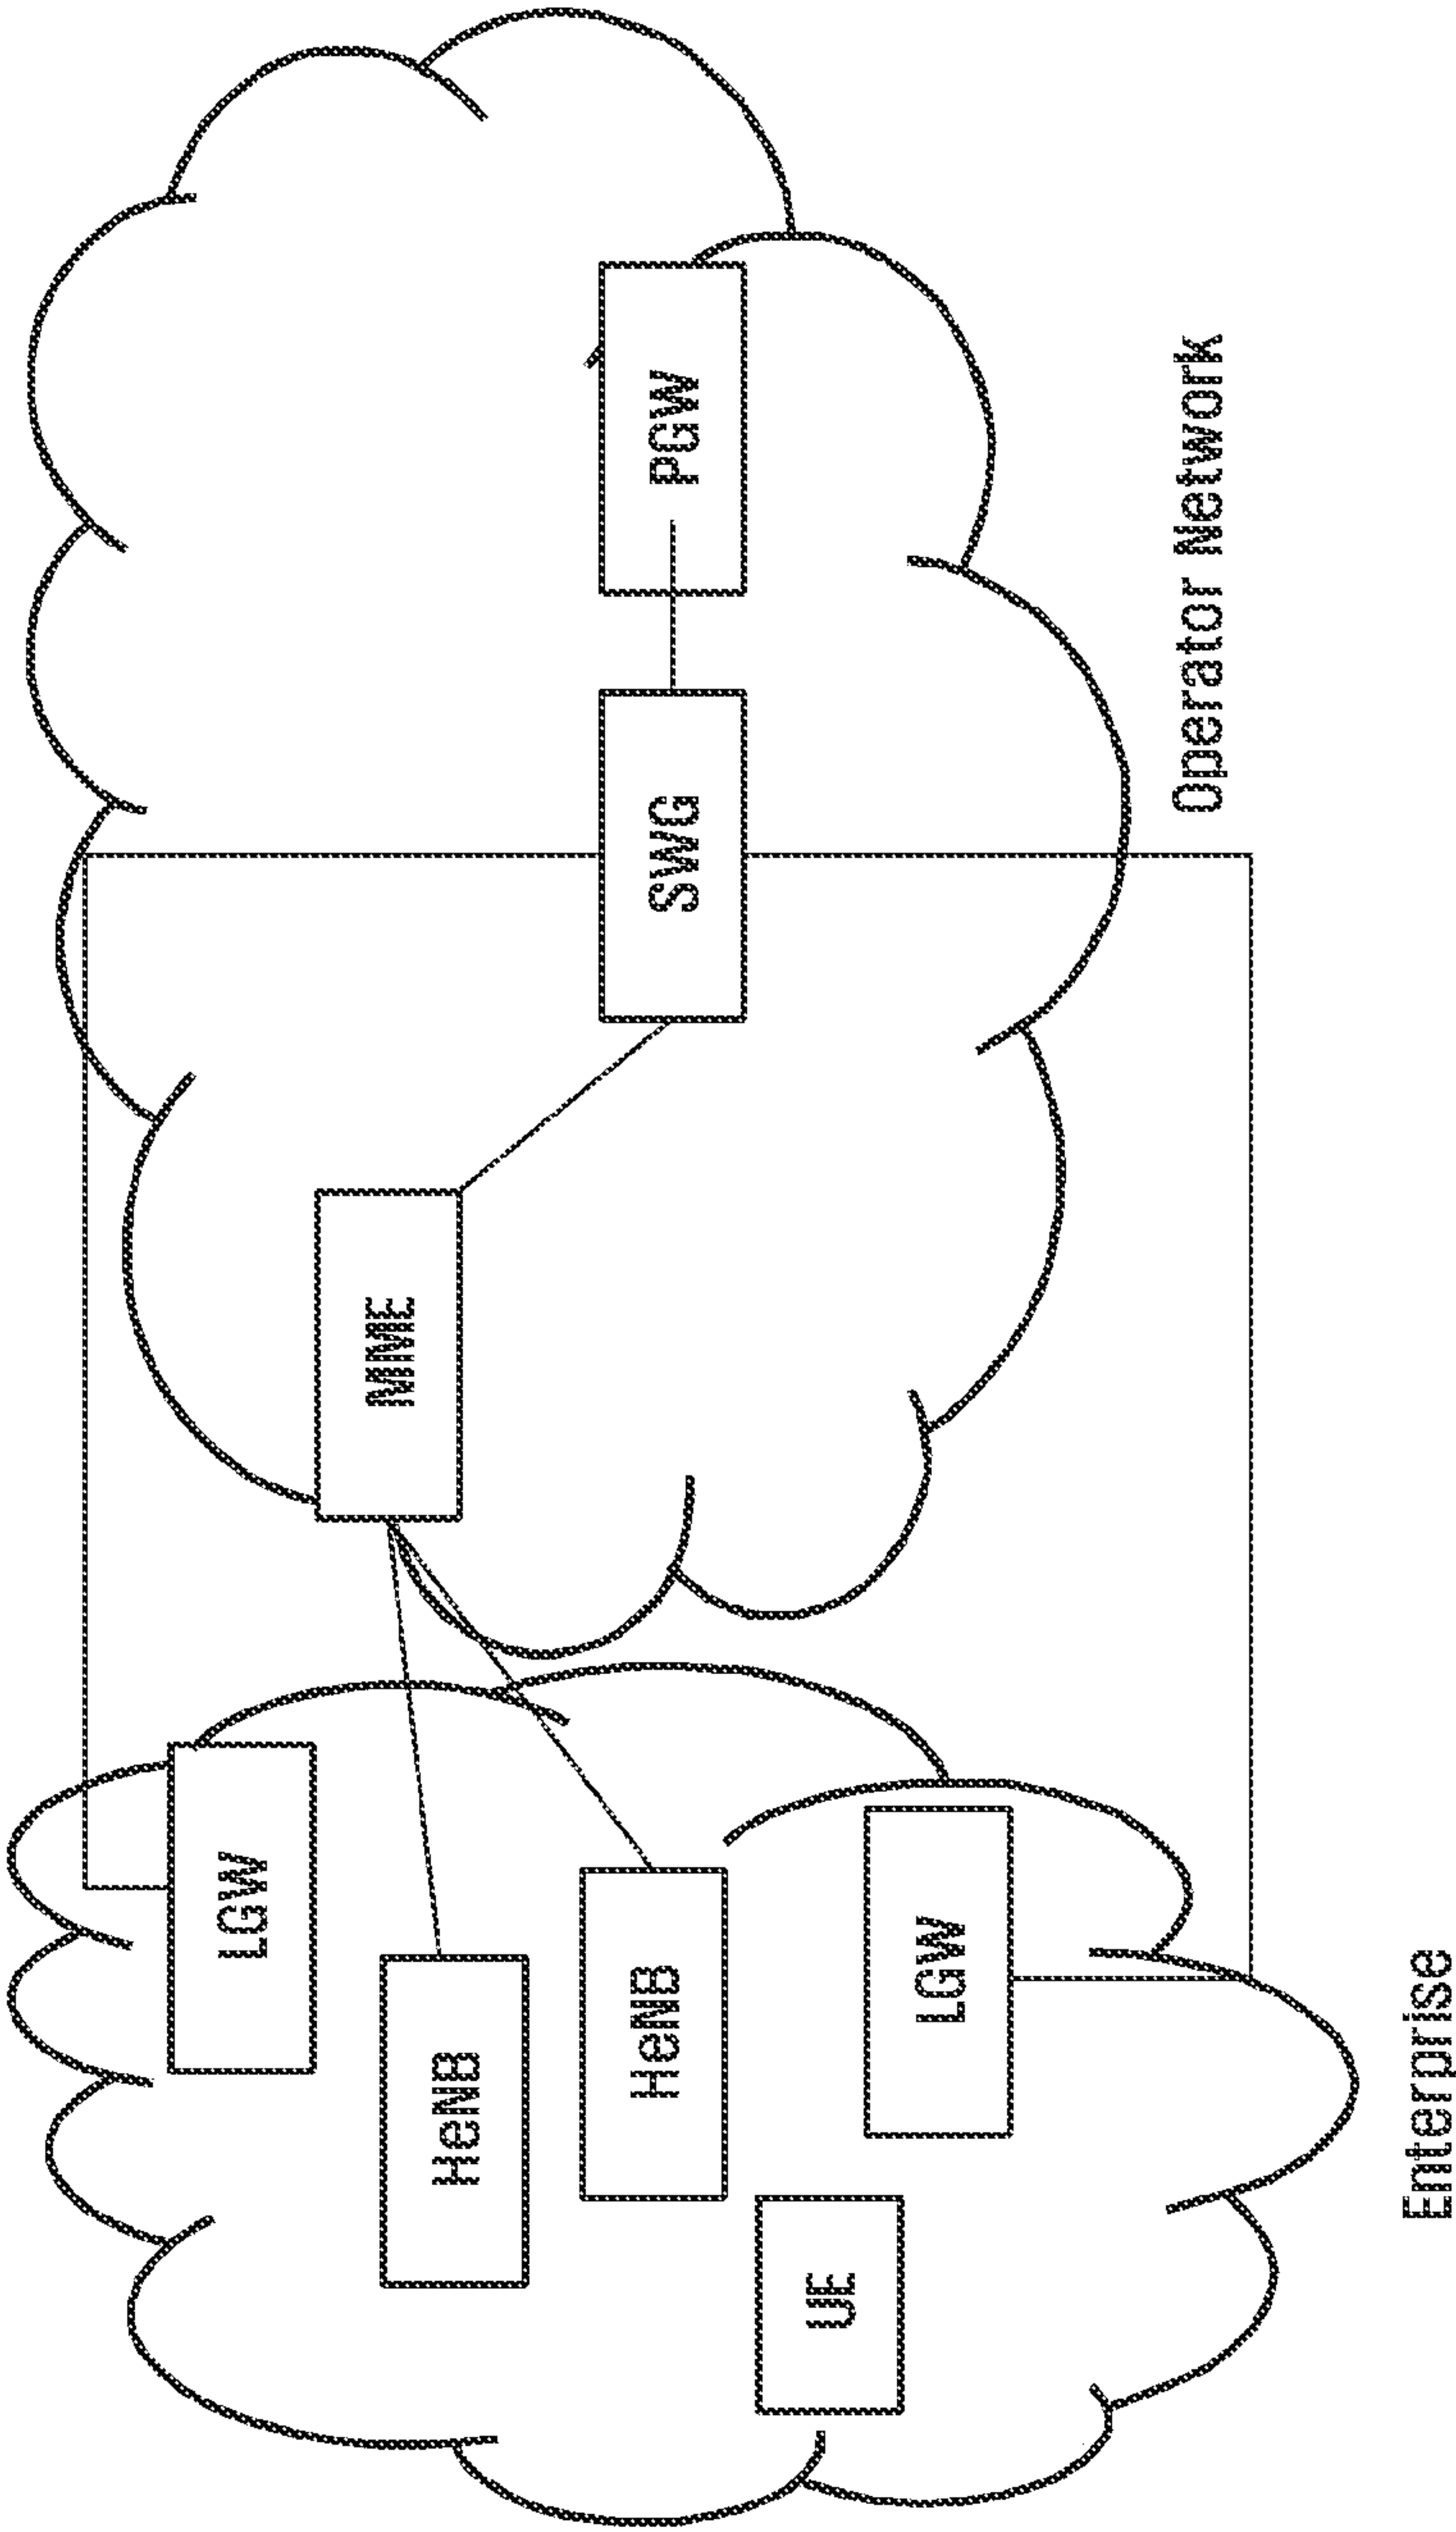 LGW
HeNB
HeNB
UE
LGW
Enterprise
MME
SWG
PGW
Operator Network